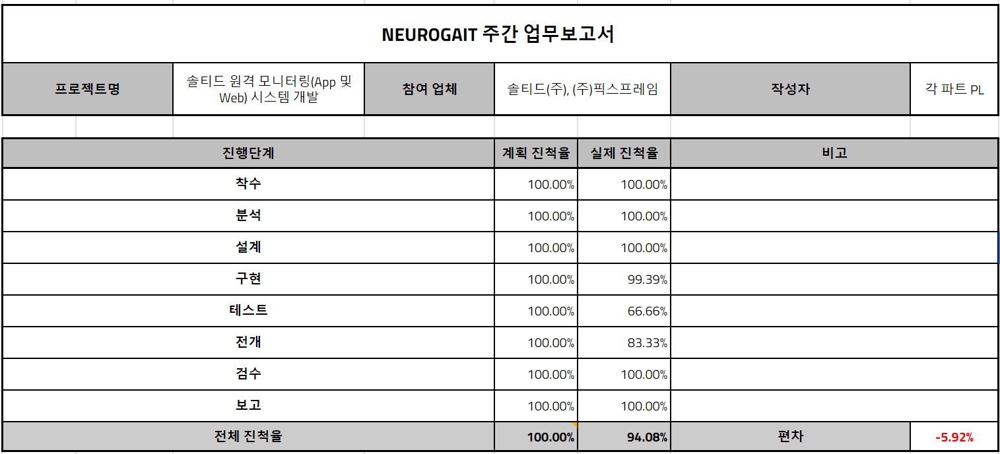 NEUROGAIT 주간 업무보고서
프로젝트명
솔티드 원격 모니터링(App 및
Web) 시스템 개발
참여 업체
솔티드(주), (주)픽스프레임
작성자
각 파트 PL
진행단계 계획 진척율 실제 진척율 비고
착수 100.00% 100.00%
분석 100.00% 100.00%
설계 100.00% 100.00%
구현 100.00% 99.39%
테스트 100.00% 66.66%
전개 100.00% 83.33%
검수 100.00% 100.00%
보고 100.00% 100.00%
전체 진척율 100.00% 94.08% 편차 -5.92%